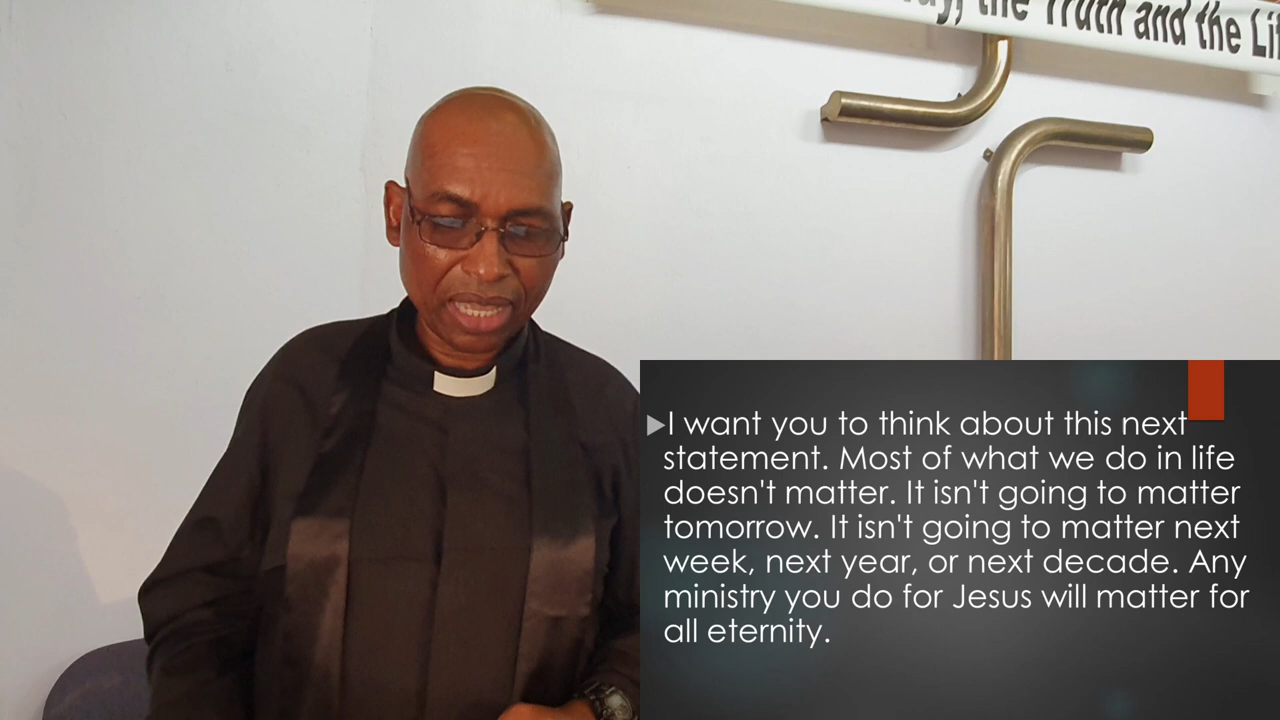 the Truth and the
I want you to think about this next
statement. Most of what we do in life
doesn't matter. It isn't going to matter
tomorrow. It isn't going to matter next
week, next year, or next decade. Any
ministry you do for Jesus will matter for
all eternity.